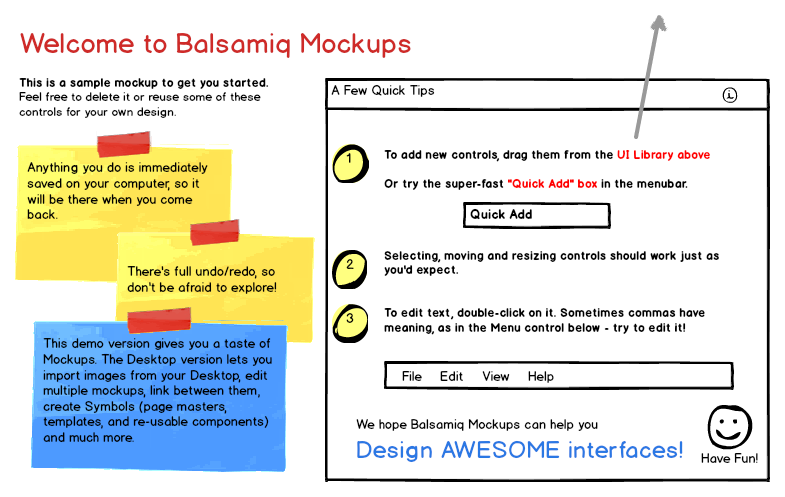 Welcome to Balsamiq Mockups
This is a sample mockup to get you started.
Feel free to delete it or reuse some of these
controls for your own design.
Anything you do is immediately
saved on your computer, so it
will be there when you come
back.
There's full undo/redo, so
don't be afraid to explore!
This demo version gives you a taste of
Mockups. The Desktop version lets you
import images from your Desktop, edit
multiple mockups, link between them,
create Symbols (page masters,
templates, and re-usable components)
and much more.
A Few Quick Tips
i
1
To add new controls, drag them from the UI Library above
Or try the super-fast "Quick Add" box in the menubar.
Quick Add
2
Selecting, moving and resizing controls should work just as
you'd expect.
3
To edit text, double-click on it. Sometimes commas have
meaning, as in the Menu control below - try to edit it!
File Edit View Help
We hope Balsamiq Mockups can help you
Design AWESOME interfaces!
Have Fun!